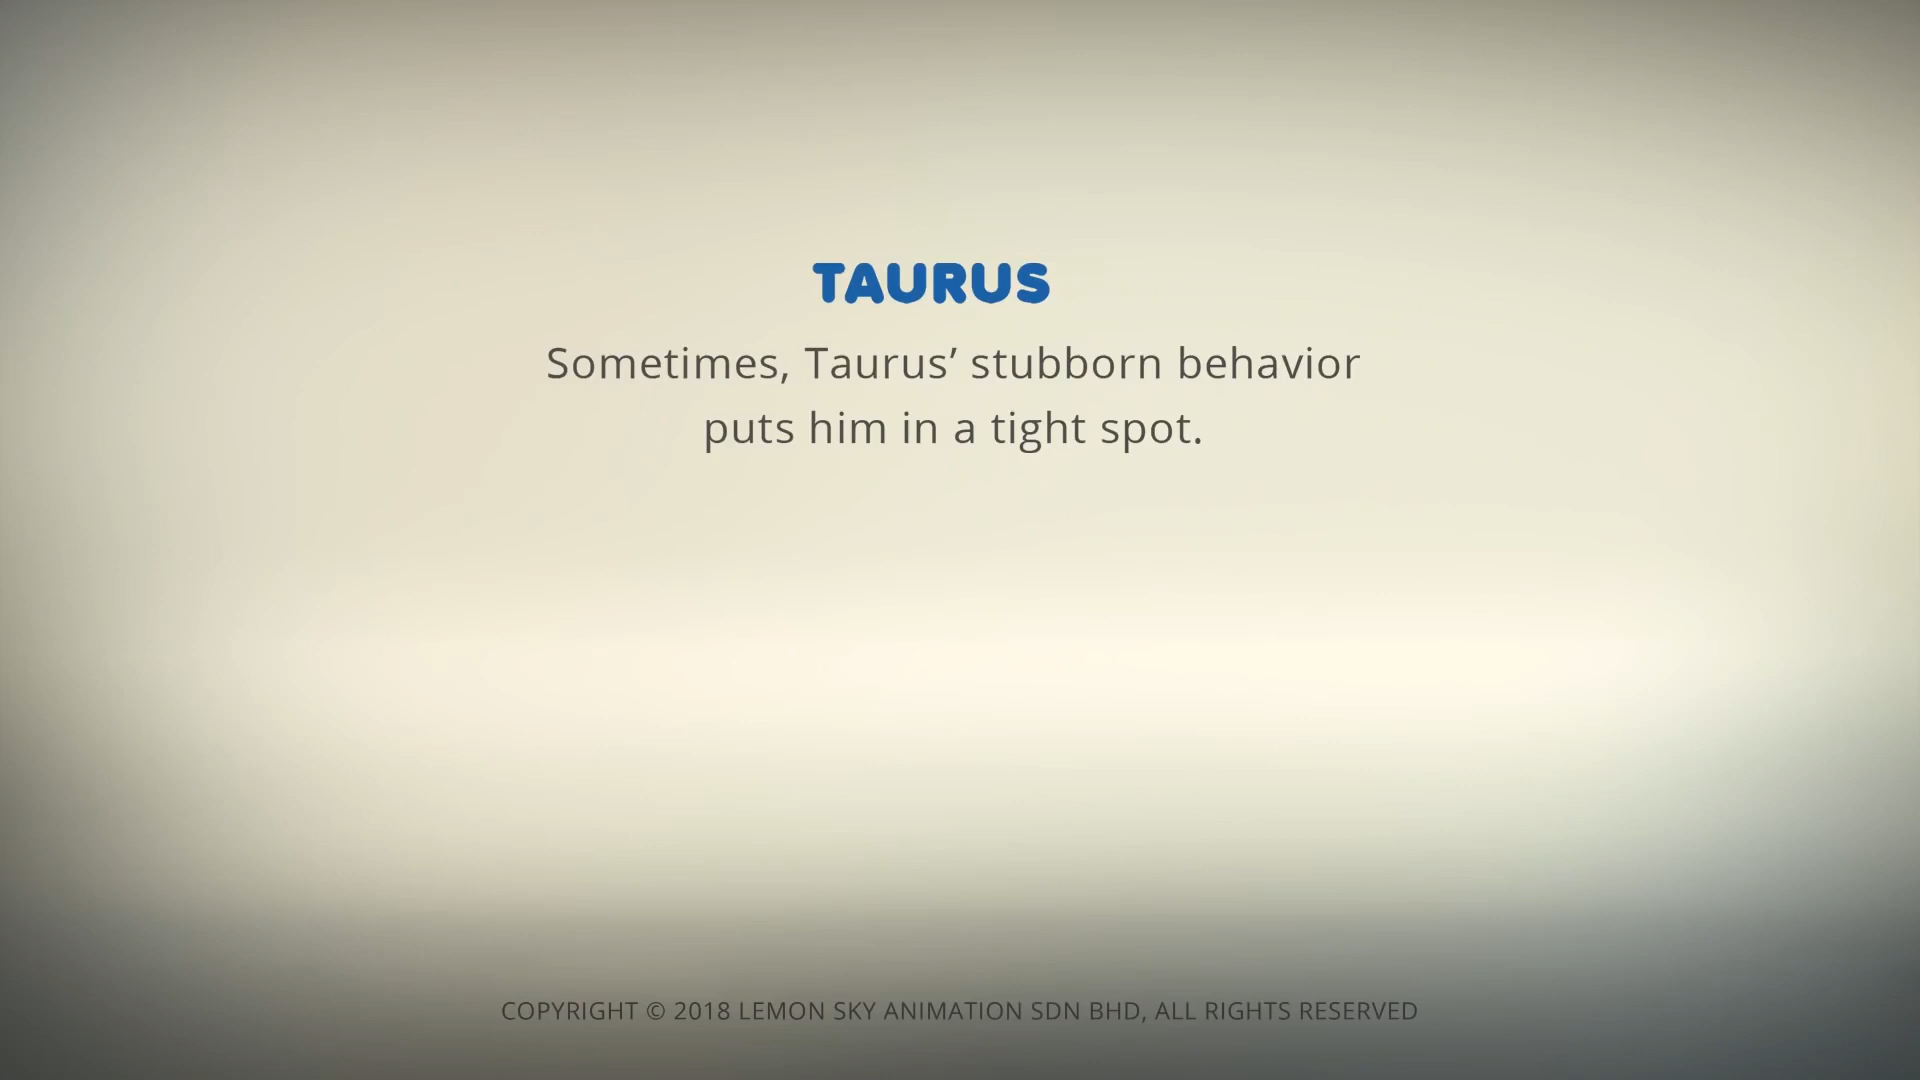 TAURUS
Sometimes, Taurus’ stubborn behavior
puts him in a tight spot.
COPYRIGHT © 2018 LEMON SKY ANIMATION SDN BHD, ALL RIGHTS RESERVED